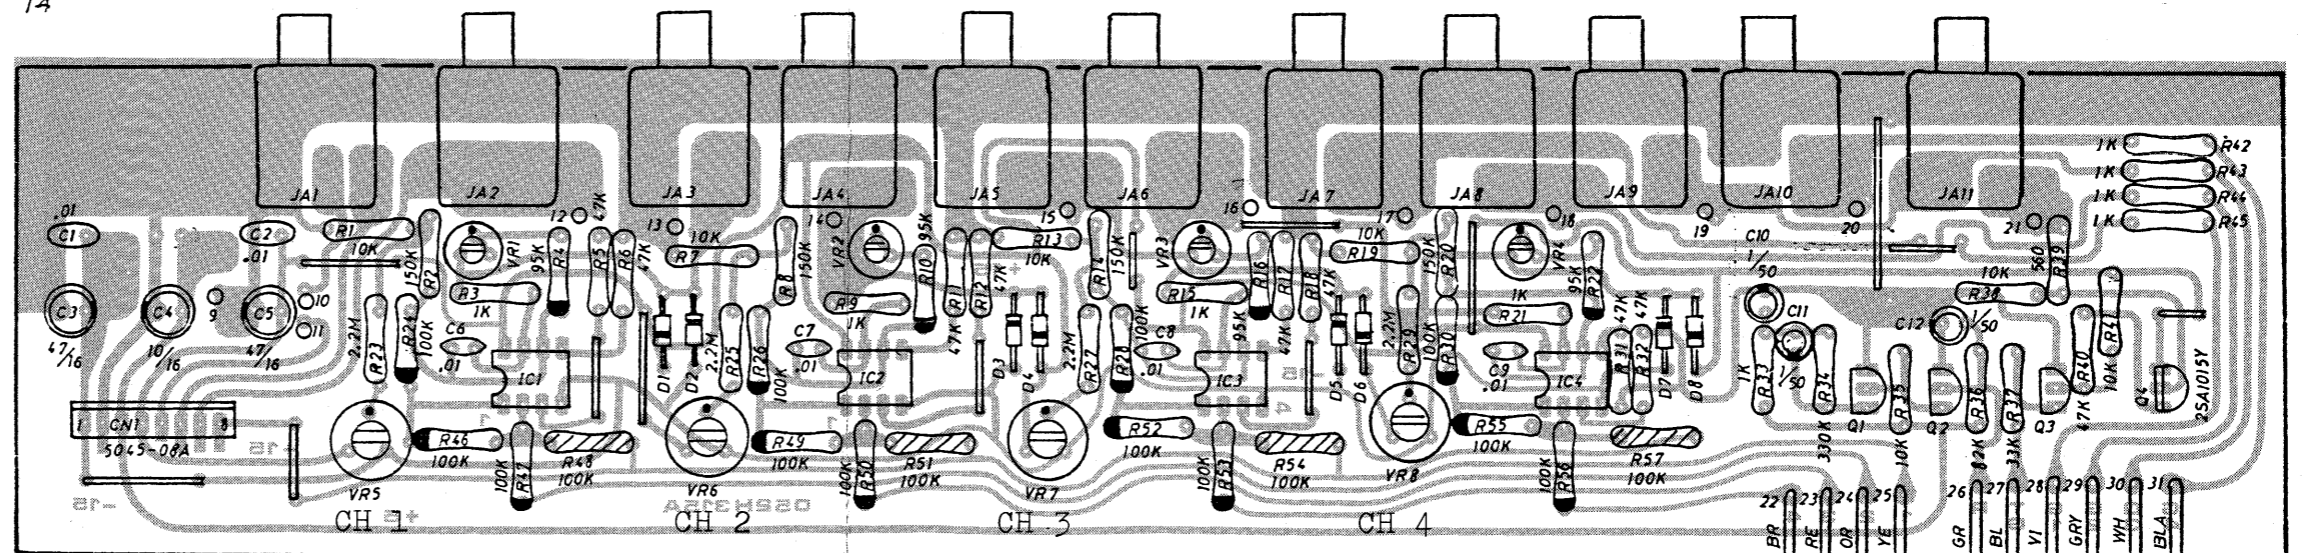 14
JA1 JA2 JA3 JA4 JA5 JA6 JA7 JA8 JA9 JA10 JA11
1K R42
1K R43
1K R44
1K R45
.01
C1
C2
.01
R1
10K
150K
R2
VR1
95K
R4
12
47K
R5
R6
47K
13
10K
R7
R8
150K
14
VR2
95K
R10
R11
R12
47K
47K
15
R13
10K
R14
150K
VR3
16
R16
R17
R18
95K
47K
47K
17
10K
R19
150K
R20
VR4
18
95K
R22
19
C10
1/50
20
21
560
R39
10K
R38
C3
47/16
C4
10/16
9
C5
47/16
10
11
R3
1K
2.2M
R23
R24
100K
C6
.01
IC1
D1
D2
2.2M
R25
R26
100K
C7
.01
R9
1K
IC2
D3
D4
2.2M
R27
R28
100K
C8
.01
R15
1K
IC3
D5
D6
2.2M
R29
100K
R30
1K
R21
C9
.01
IC4
47K
R31
47K
R32
D7
D8
1K
R33
C11
1/50
R34
330K
C12
1/50
Q1
R35
10K
Q2
R36
82K
R37
33K
Q3
R40
47K
R41
10K
Q4
2SA1015Y
1 CN1 8
5045-08A
-15
-15
+15
052H315A
VR5
R46
100K
100K
R47
R48
100K
VR6
R49
100K
100K
R50
R51
100K
VR7
R52
100K
100K
R53
R54
100K
VR8
R55
100K
100K
R56
R57
100K
CH 1 CH 2 CH 3 CH 4
22 23 24 25 26 27 28 29 30 31
BR RE OR YE GR BL VI GRY WH BLA